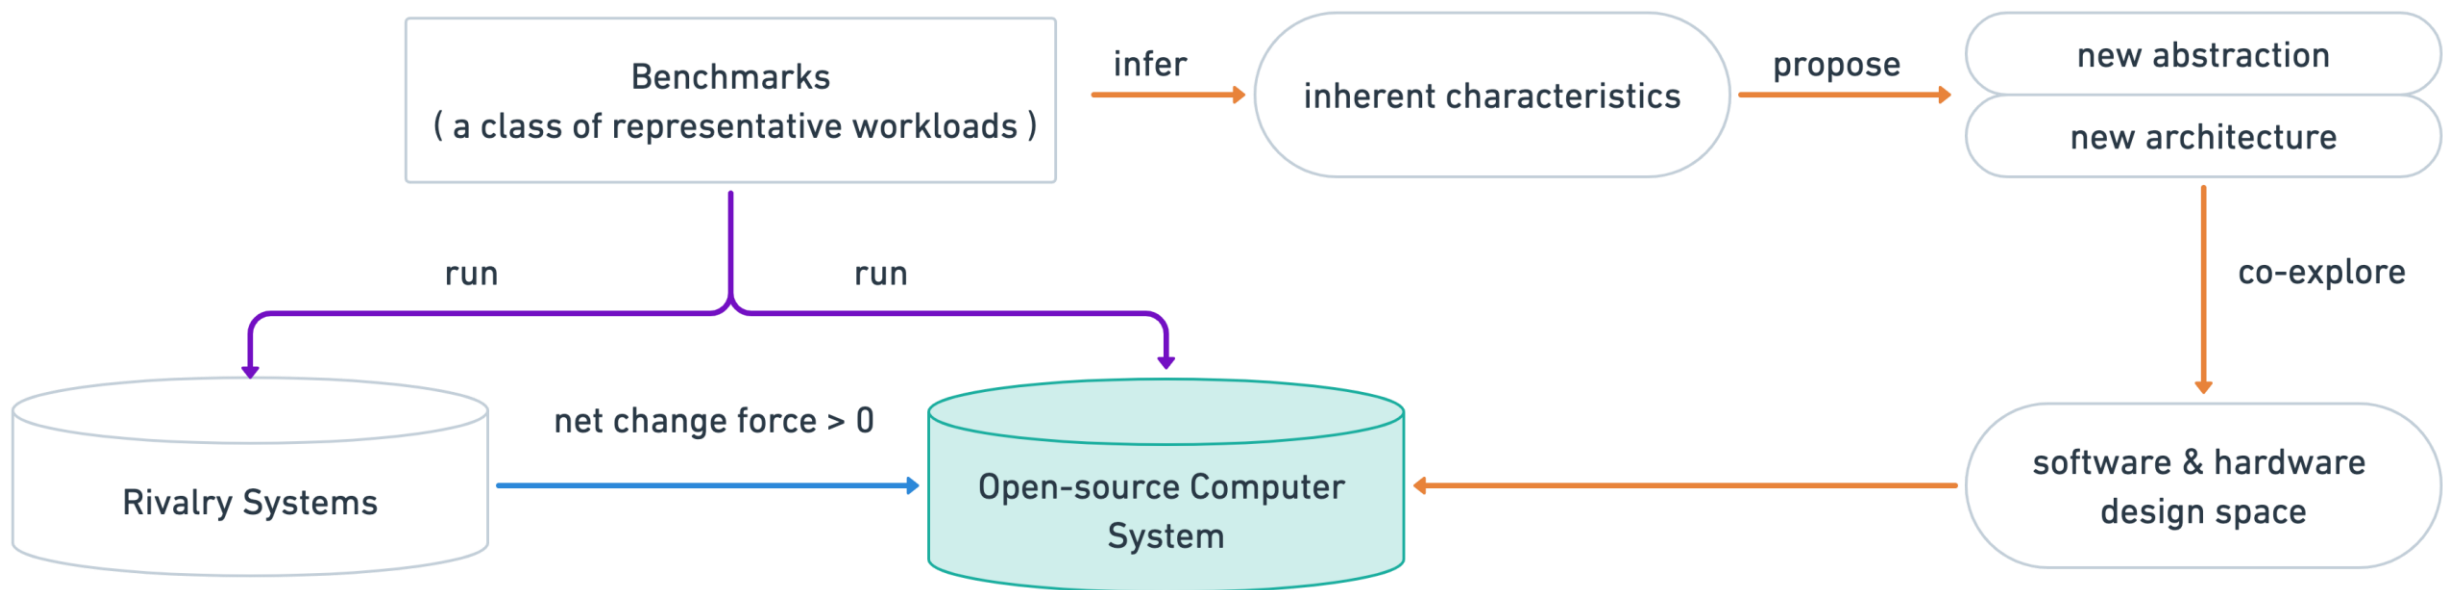 Benchmarks
( a class of representative workloads )
infer
inherent characteristics
propose
new abstraction
new architecture
run
run
co-explore
Rivalry Systems
net change force > 0
Open-source Computer
System
software & hardware
design space